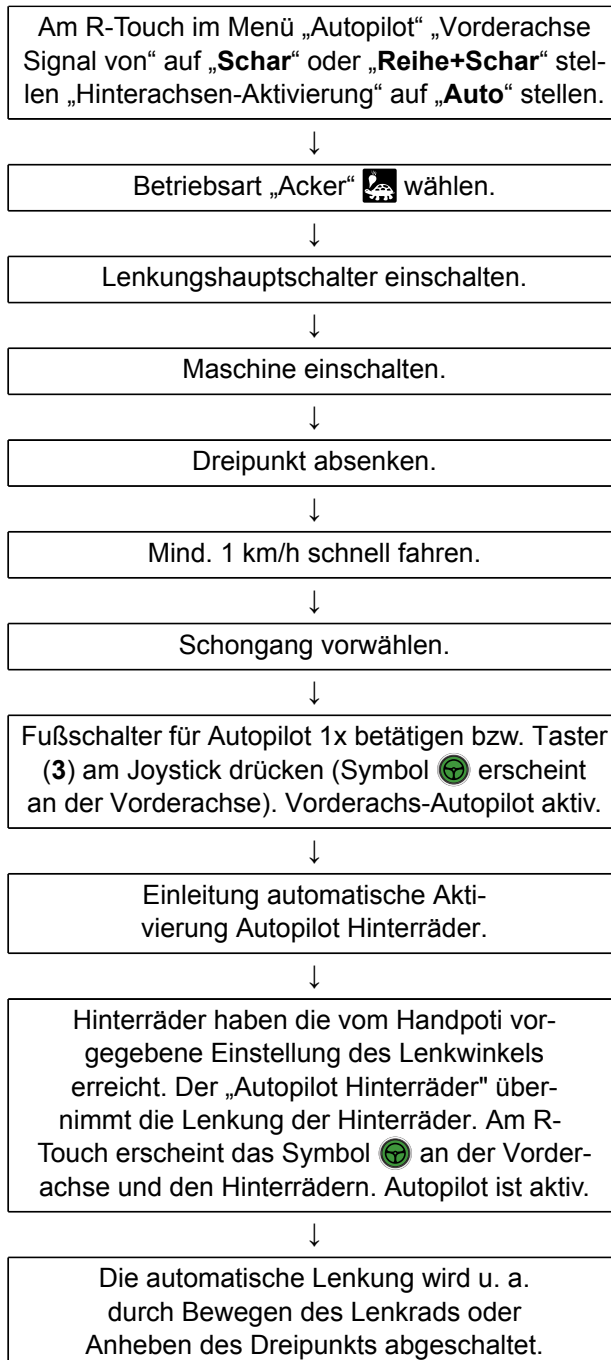 Am R-Touch im Menü „Autopilot“ „Vorderachse
Signal von“ auf „Schar“ oder „Reihe+Schar“ stel-
len „Hinterachsen-Aktivierung“ auf „Auto“ stellen.
↓
Betriebsart „Acker“ wählen.
↓
Lenkungshauptschalter einschalten.
↓
Maschine einschalten.
↓
Dreipunkt absenken.
↓
Mind. 1 km/h schnell fahren.
↓
Schongang vorwählen.
↓
Fußschalter für Autopilot 1x betätigen bzw. Taster
(3) am Joystick drücken (Symbol erscheint
an der Vorderachse). Vorderachs-Autopilot aktiv.
↓
Einleitung automatische Akti-
vierung Autopilot Hinterräder.
↓
Hinterräder haben die vom Handpoti vor-
gegebene Einstellung des Lenkwinkels
erreicht. Der „Autopilot Hinterräder" über-
nimmt die Lenkung der Hinterräder. Am R-
Touch erscheint das Symbol an der Vorder-
achse und den Hinterrädern. Autopilot ist aktiv.
↓
Die automatische Lenkung wird u. a.
durch Bewegen des Lenkrads oder
Anheben des Dreipunkts abgeschaltet.